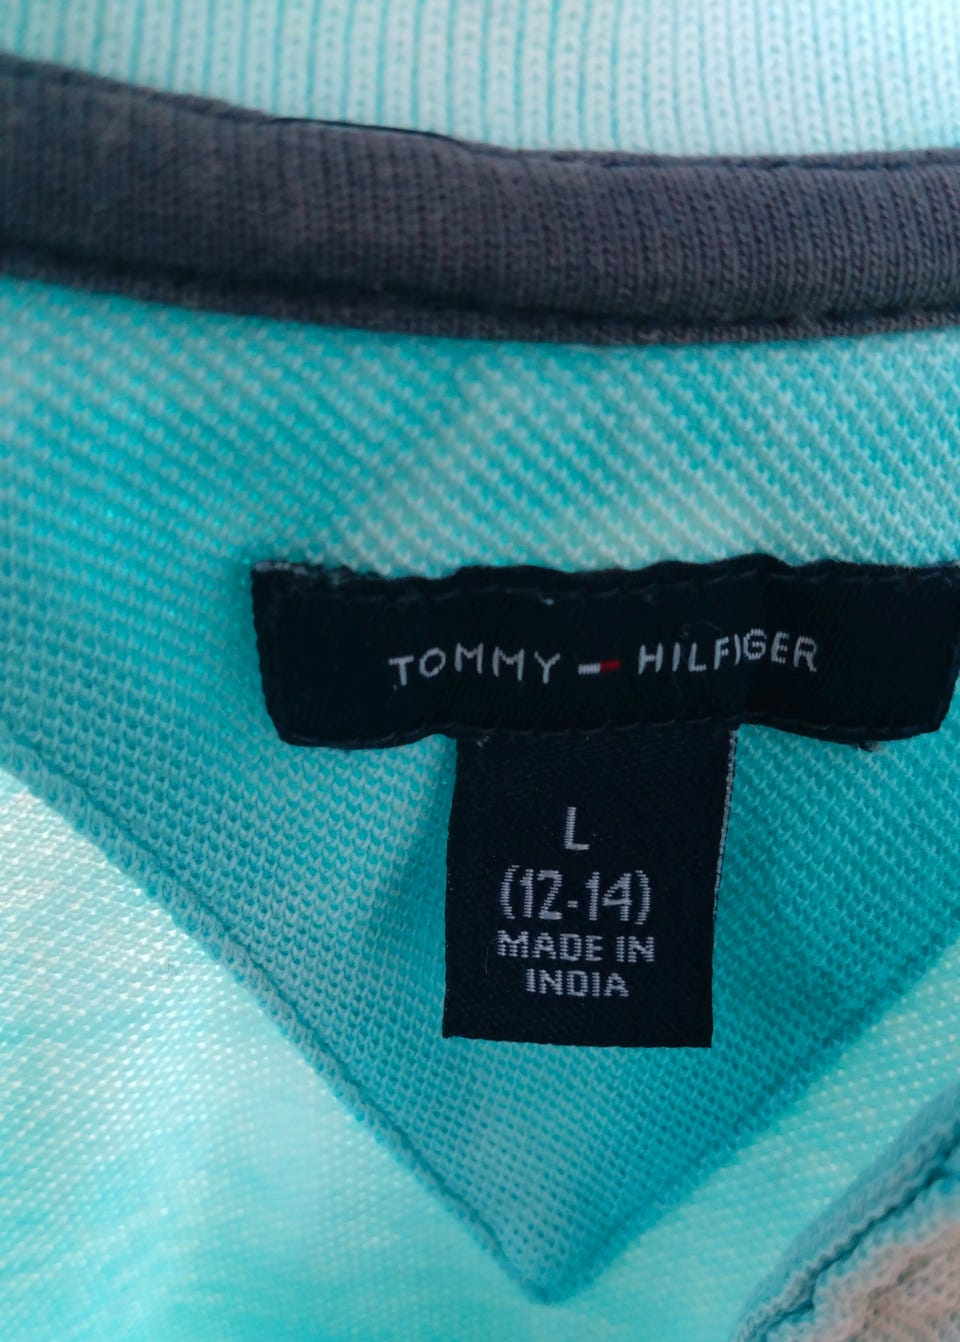 TOMMY HILFIGER
L
(12-14)
MADE IN
INDIA